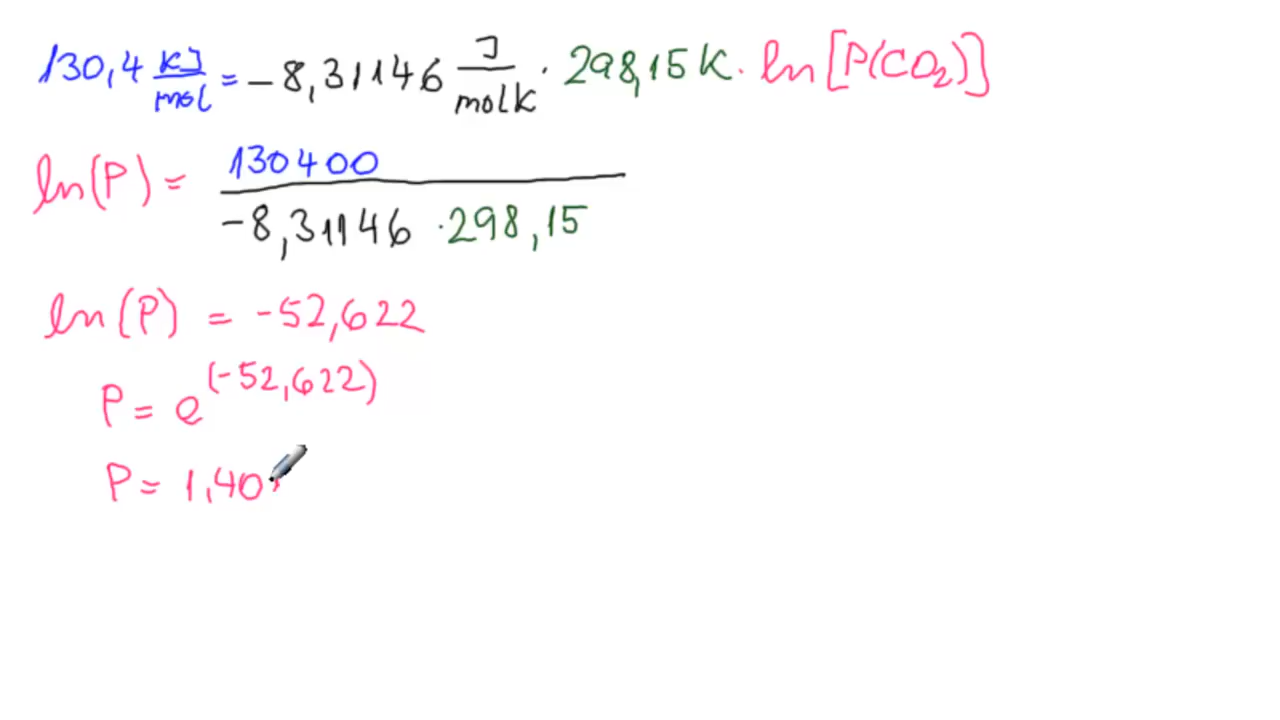 130,4 kJ/mol = -8,31146 J/molK · 298,15K · ln[P(CO₂)]
ln(P) = 130400 / -8,31146 · 298,15
ln(P) = -52,622
P = e^(-52,622)
P = 1,40